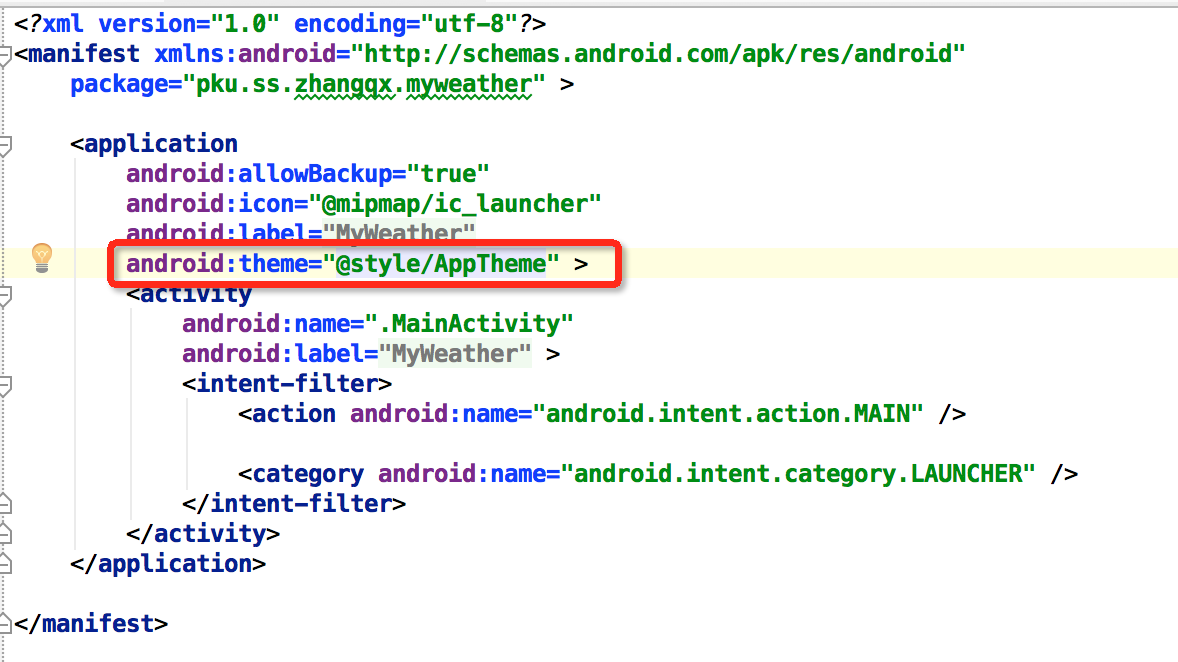 <?xml version="1.0" encoding="utf-8"?>
<manifest xmlns:android="http://schemas.android.com/apk/res/android"
package="pku.ss.zhangqx.myweather" >
<application
android:allowBackup="true"
android:icon="@mipmap/ic_launcher"
android:label="MyWeather"
android:theme="@style/AppTheme" >
<activity
android:name=".MainActivity"
android:label="MyWeather" >
<intent-filter>
<action android:name="android.intent.action.MAIN" />
<category android:name="android.intent.category.LAUNCHER" />
</intent-filter>
</activity>
</application>
</manifest>